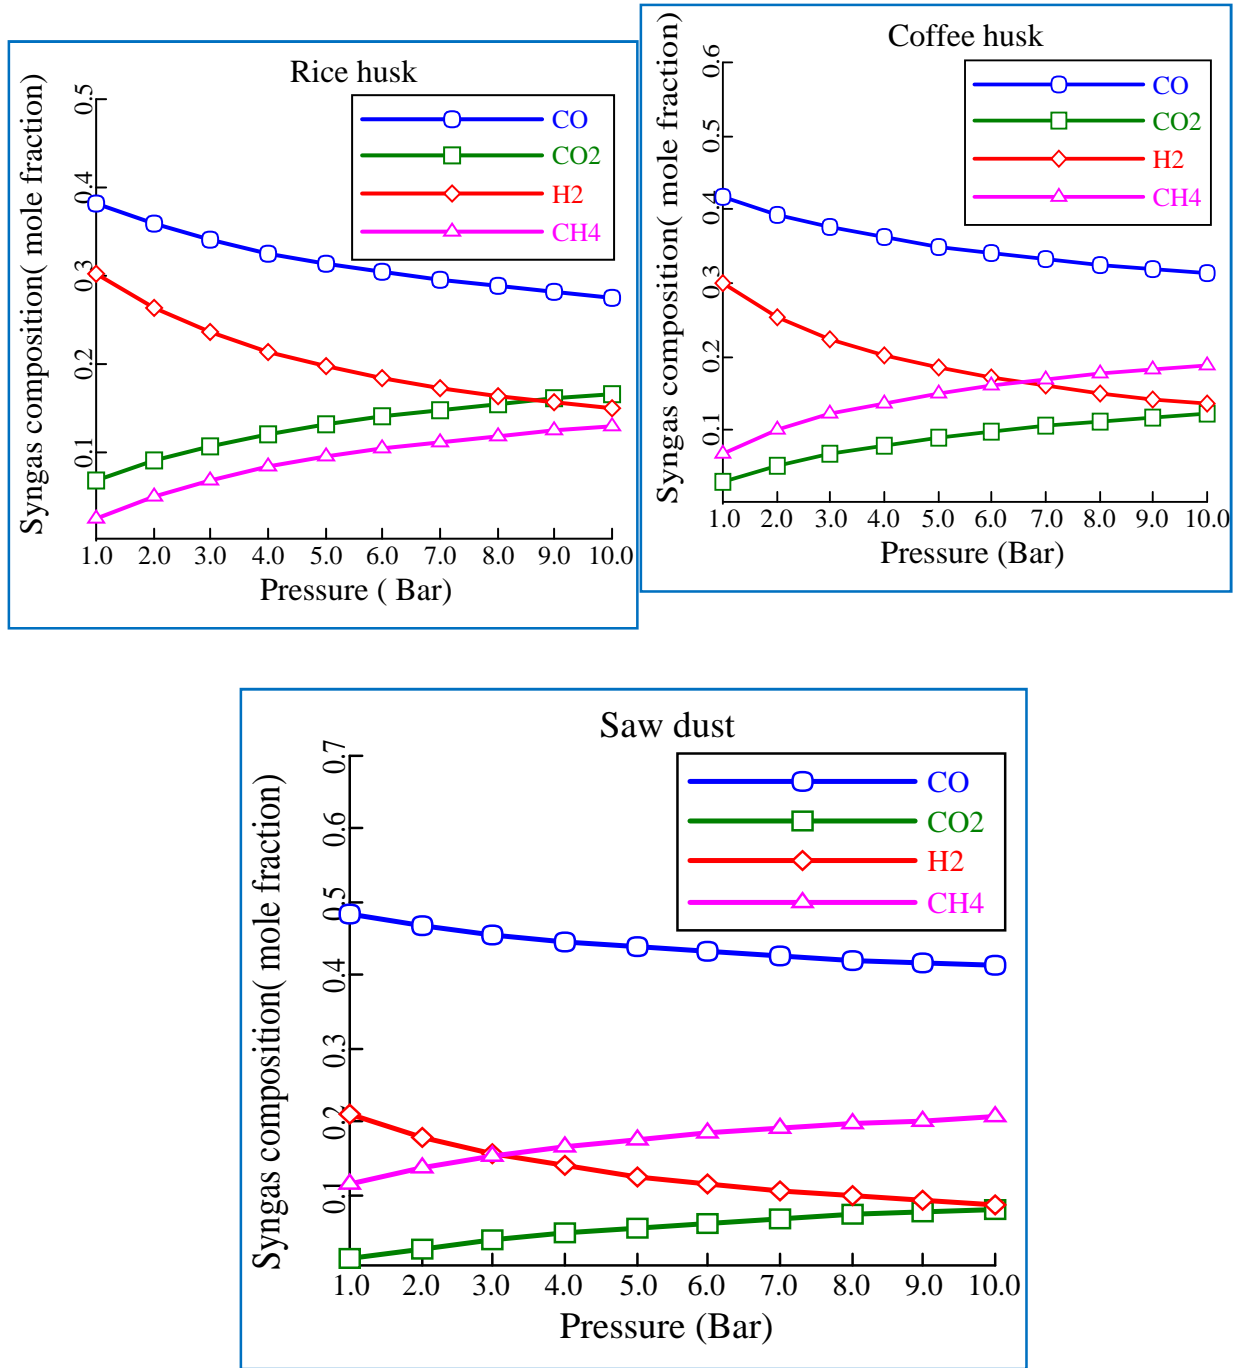 Rice husk
Syngas composition( mole fraction)
0.5
0.4
0.3
0.2
0.1
CO
CO2
H2
CH4
1.0 2.0 3.0 4.0 5.0 6.0 7.0 8.0 9.0 10.0
Pressure ( Bar)
Coffee husk
Syngas composition( mole fraction)
0.6
0.5
0.4
0.3
0.2
0.1
CO
CO2
H2
CH4
1.0 2.0 3.0 4.0 5.0 6.0 7.0 8.0 9.0 10.0
Pressure (Bar)
Saw dust
Syngas composition( mole fraction)
0.7
0.6
0.5
0.4
0.3
0.2
0.1
CO
CO2
H2
CH4
1.0 2.0 3.0 4.0 5.0 6.0 7.0 8.0 9.0 10.0
Pressure (Bar)